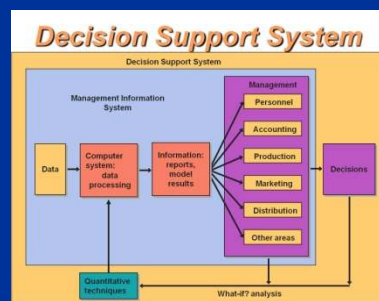 Decision Support System
Decision Support System
Management Information
System
Management
Personnel
Accounting
Production
Marketing
Distribution
Other areas
Data
Computer
system:
data
processing
Information:
reports,
model
results
Decisions
Quantitative
techniques
What-if? analysis